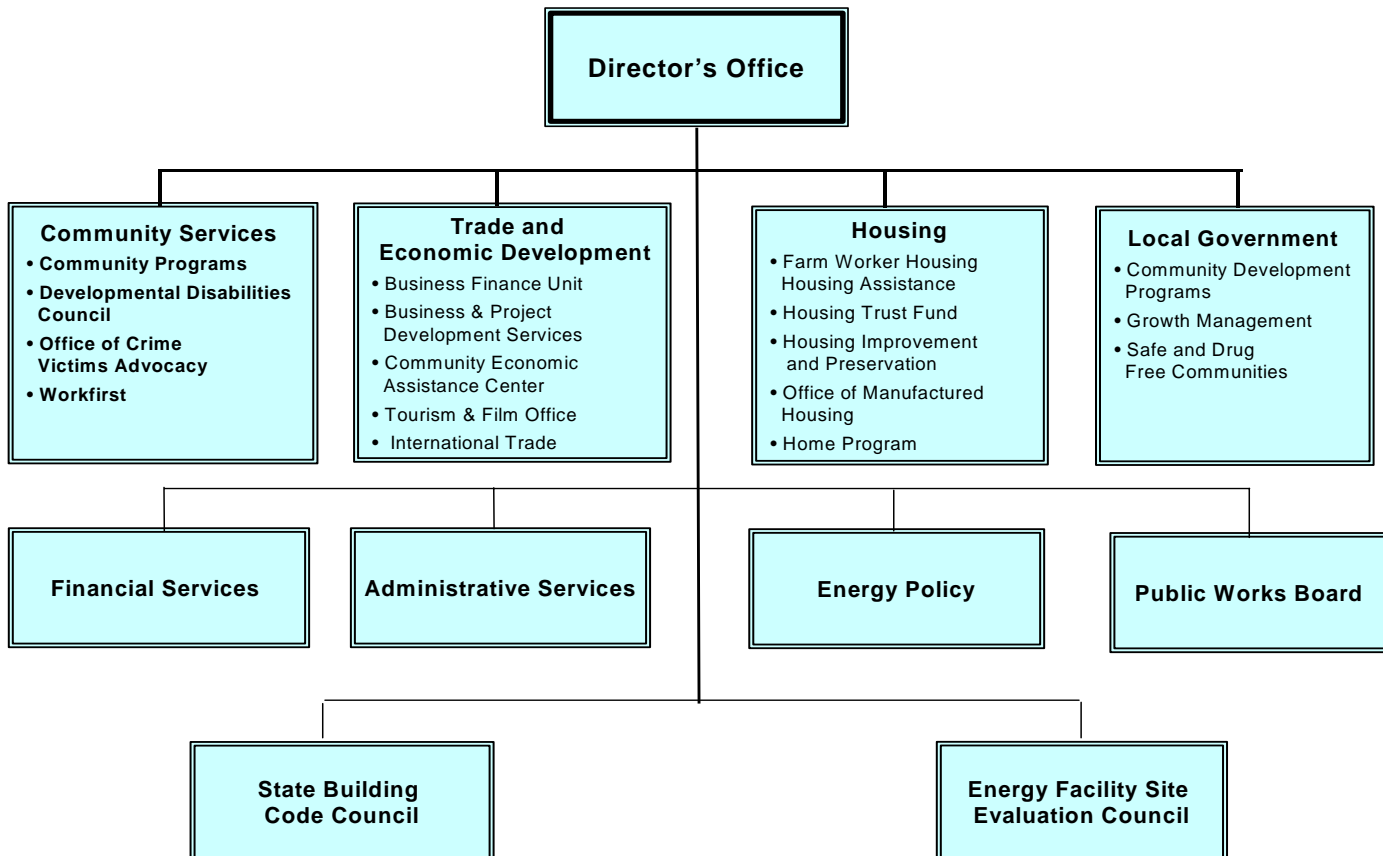 Director’s Office
Community Services
• Community Programs
• Developmental Disabilities
Council
• Office of Crime
Victims Advocacy
• Workfirst
Trade and
Economic Development
• Business Finance Unit
• Business & Project
Development Services
• Community Economic
Assistance Center
• Tourism & Film Office
• International Trade
Housing
• Farm Worker Housing
Housing Assistance
• Housing Trust Fund
• Housing Improvement
and Preservation
• Office of Manufactured
Housing
• Home Program
Local Government
• Community Development
Programs
• Growth Management
• Safe and Drug
Free Communities
Financial Services
Administrative Services
Energy Policy
Public Works Board
State Building
Code Council
Energy Facility Site
Evaluation Council